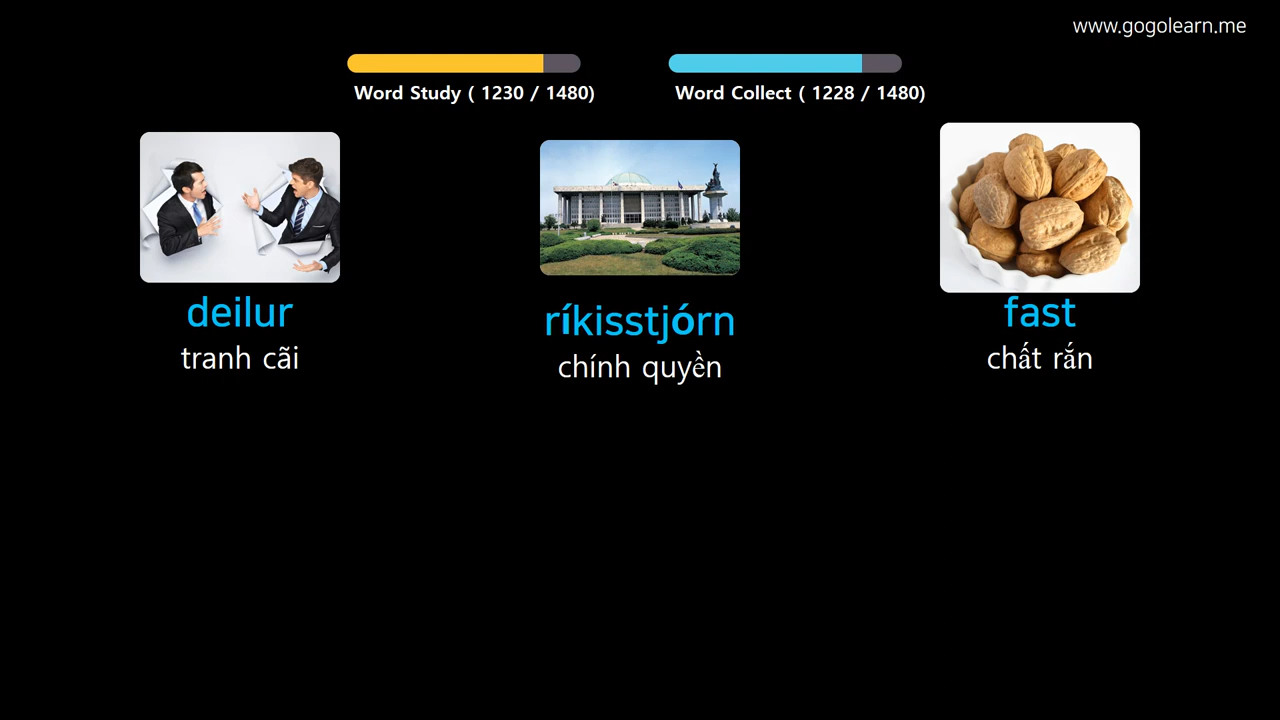 www.gogolearn.me
Word Study ( 1230 / 1480)
Word Collect ( 1228 / 1480)
deilur
tranh cãi
ríkisstjórn
chính quyền
fast
chất rắn